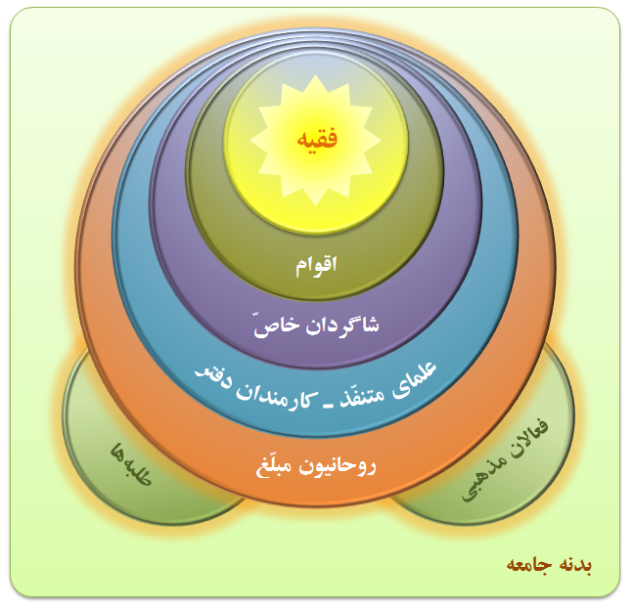 فقیه
اقوام
شاگردان خاصّ
علمای متنفّذ ـ کارمندان دفتر
روحانیون مبلّغ
فعالان مذهبی
طلبه‌ها
بدنه جامعه